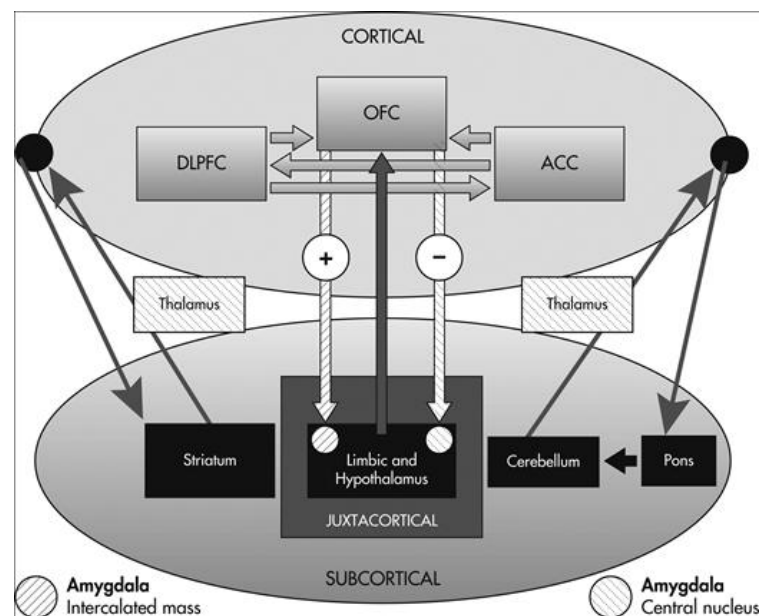 CORTICAL
OFC
DLPFC
ACC
+
−
Thalamus
Thalamus
Striatum
Limbic and
Hypothalamus
Cerebellum
Pons
JUXTACORTICAL
SUBCORTICAL
Amygdala
Intercalated mass
Amygdala
Central nucleus